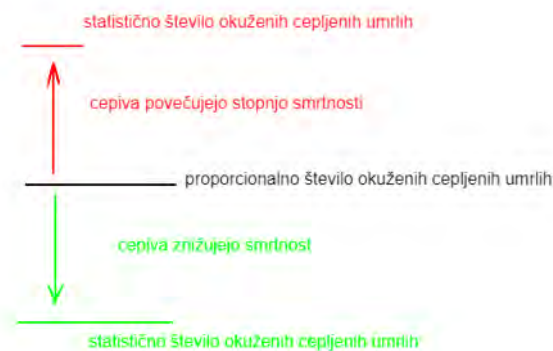 statistično število okuženih cepljenih umrlih
cepiva povečujejo stopnjo smrtnosti
proporcionalno število okuženih cepljenih umrlih
cepiva znižujejo smrtnost
statistično število okuženih cepljenih umrlih